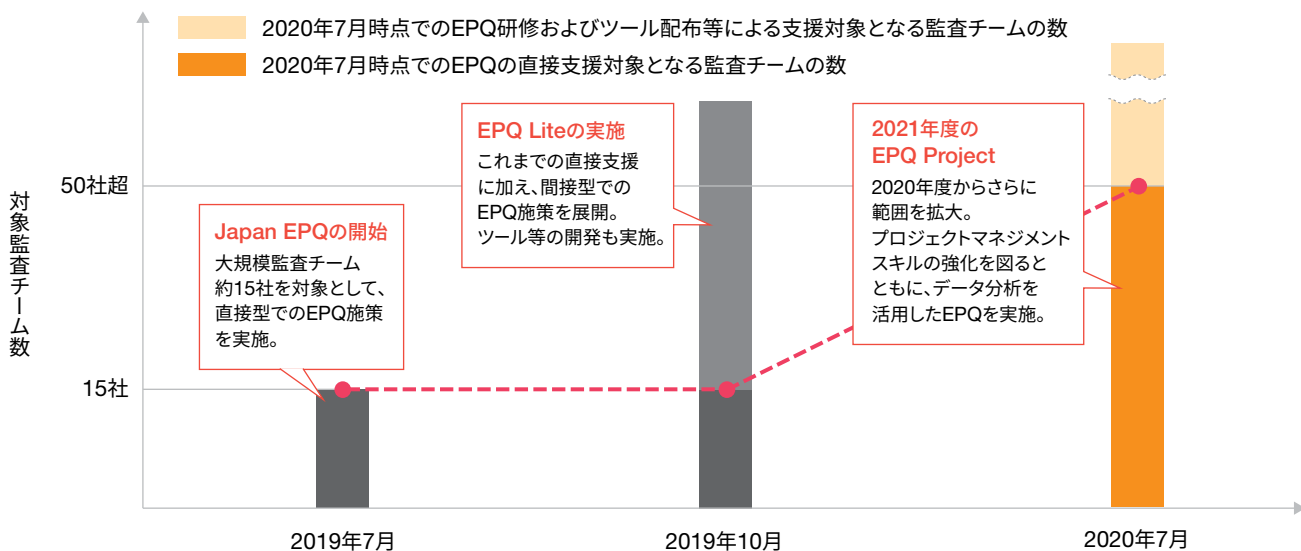 2020年7月時点でのEPQ研修およびツール配布等による支援対象となる監査チームの数
2020年7月時点でのEPQの直接支援対象となる監査チームの数
対象監査チーム数
50社超
15社
Japan EPQの開始
大規模監査チーム
約15社を対象として、
直接型でのEPQ施策
を実施。
EPQ Liteの実施
これまでの直接支援
に加え、間接型での
EPQ施策を展開。
ツール等の開発も実施。
2021年度の
EPQ Project
2020年度からさらに
範囲を拡大。
プロジェクトマネジメント
スキルの強化を図ると
ともに、データ分析を
活用したEPQを実施。
2019年7月
2019年10月
2020年7月